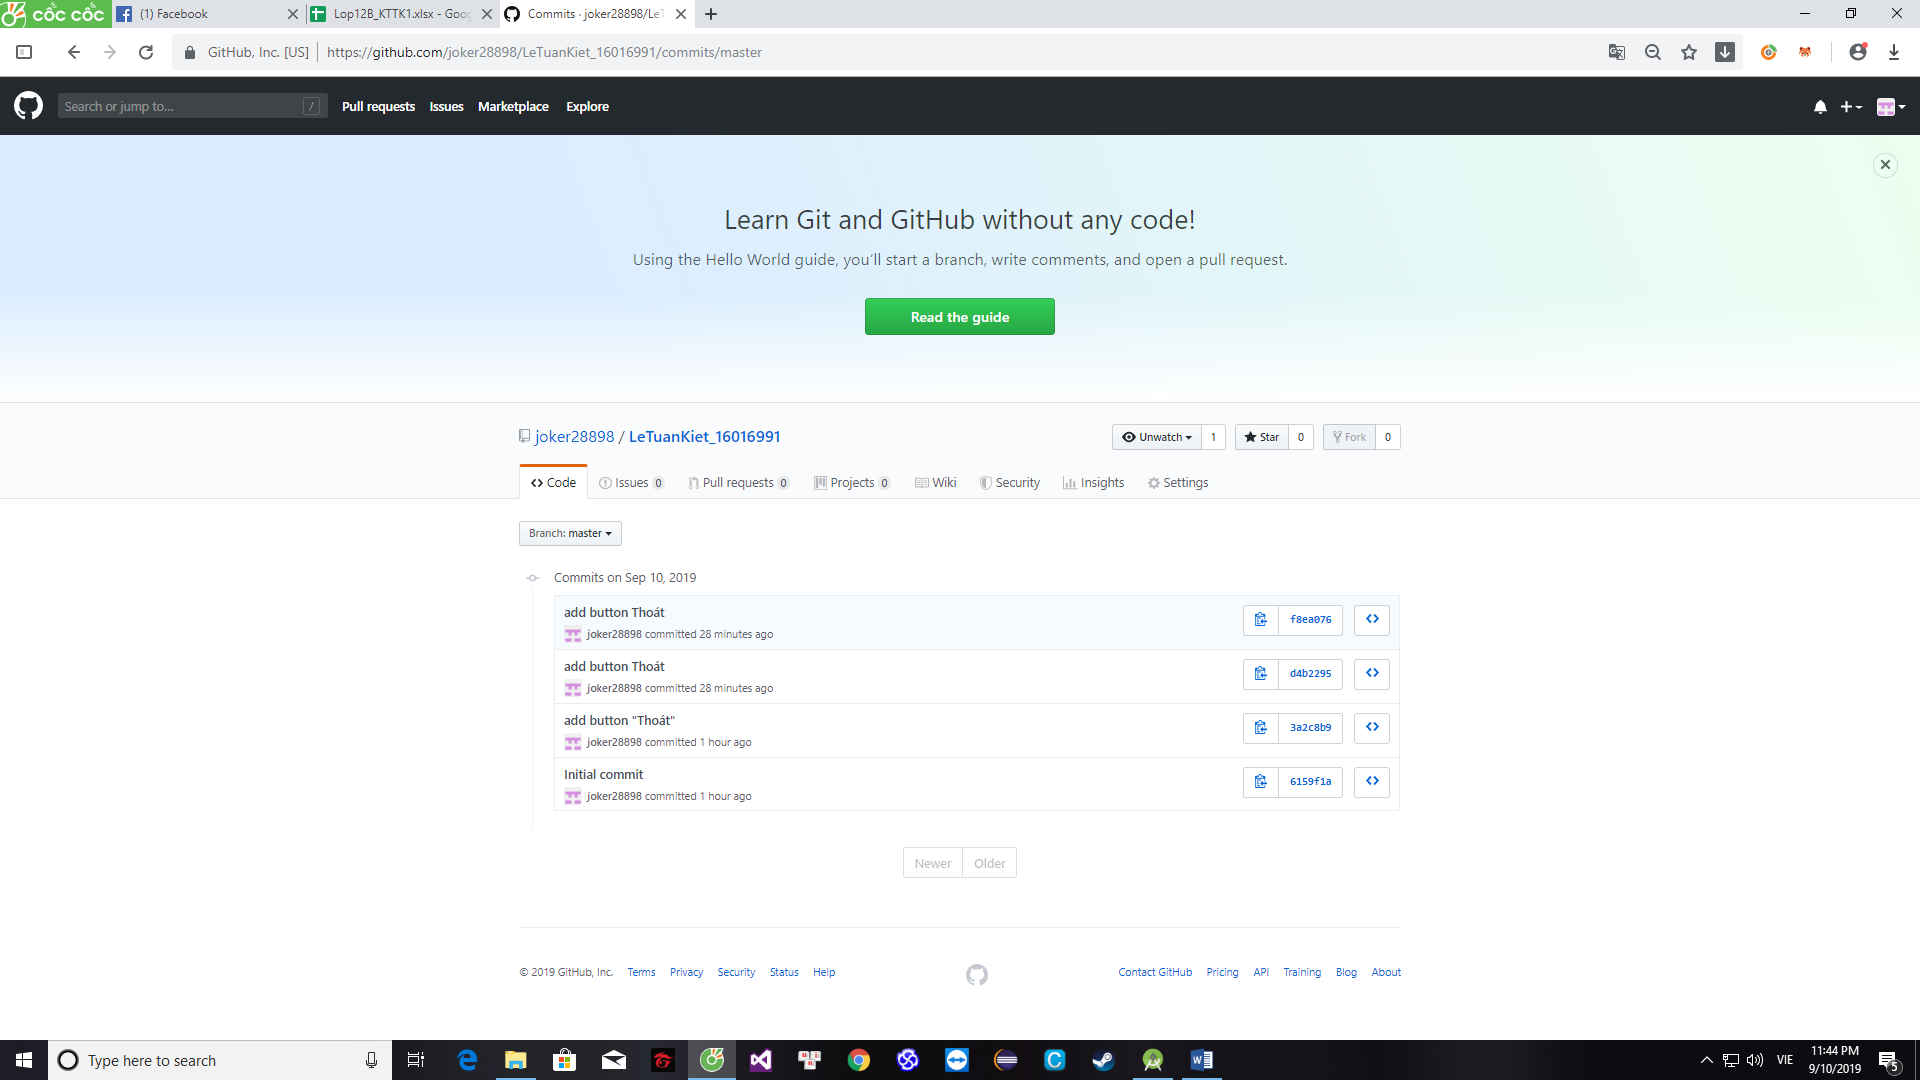 cốc cốc
(1) Facebook
Lop12B_KTTK1.xlsx - Goog
Commits · joker28898/LeT
GitHub, Inc. [US]
https://github.com/joker28898/LeTuanKiet_16016991/commits/master
Search or jump to...
/
Pull requests
Issues
Marketplace
Explore
Learn Git and GitHub without any code!
Using the Hello World guide, you’ll start a branch, write comments, and open a pull request.
Read the guide
joker28898 / LeTuanKiet_16016991
Unwatch 1
Star 0
Fork 0
Code
Issues 0
Pull requests 0
Projects 0
Wiki
Security
Insights
Settings
Branch: master
Commits on Sep 10, 2019
add button Thoát
joker28898 committed 28 minutes ago
f8ea076
add button Thoát
joker28898 committed 28 minutes ago
d4b2295
add button "Thoát"
joker28898 committed 1 hour ago
3a2c8b9
Initial commit
joker28898 committed 1 hour ago
6159f1a
Newer
Older
© 2019 GitHub, Inc.
Terms
Privacy
Security
Status
Help
Contact GitHub
Pricing
API
Training
Blog
About
Type here to search
VIE
11:44 PM
9/10/2019
5